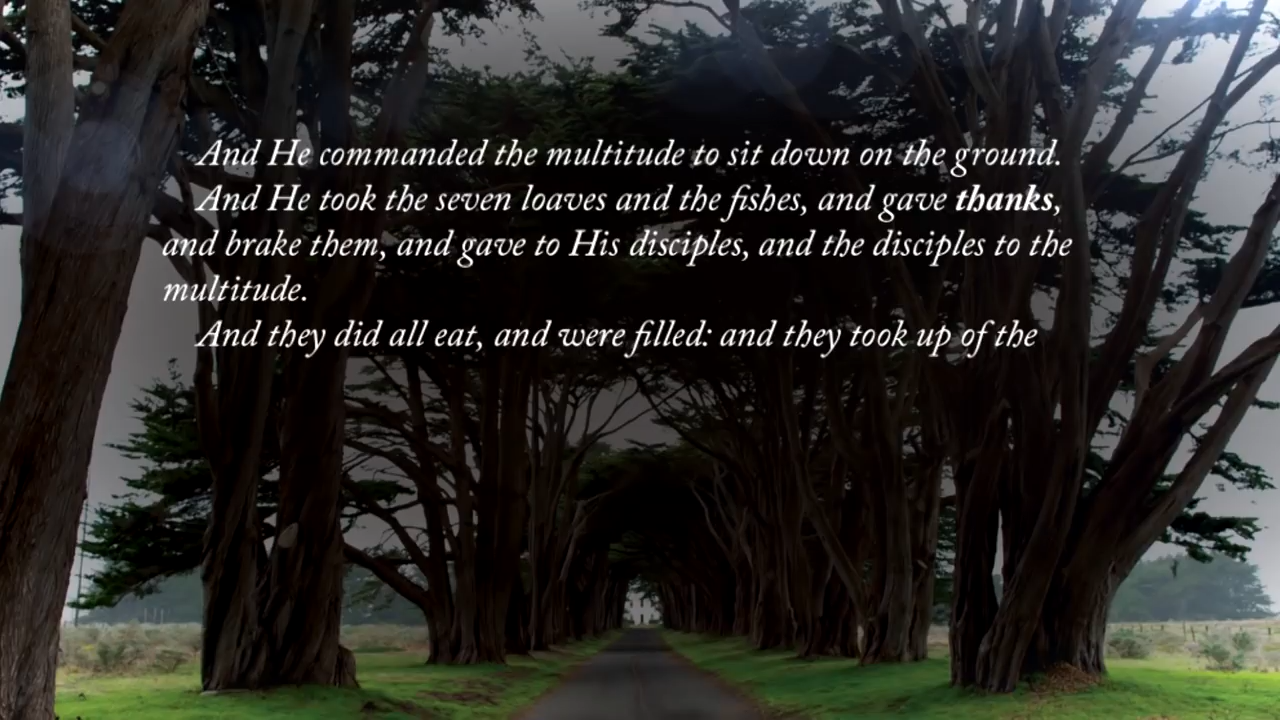 And He commanded the multitude to sit down on the ground.
And He took the seven loaves and the fishes, and gave thanks,
and brake them, and gave to His disciples, and the disciples to the
multitude.
And they did all eat, and were filled: and they took up of the